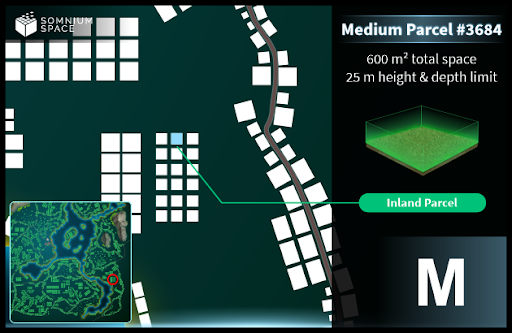 SOMNIUM
SPACE
Medium Parcel #3684
600 m² total space
25 m height & depth limit
Inland Parcel
M